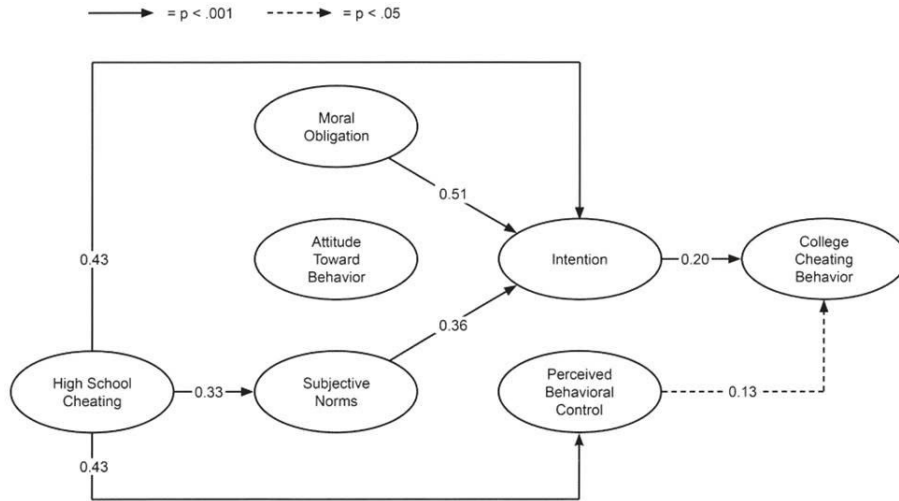 = p < .001
= p < .05
Moral
Obligation
0.51
Attitude
Toward
Behavior
Intention
0.20
College
Cheating
Behavior
0.43
0.36
High School
Cheating
0.33
Subjective
Norms
Perceived
Behavioral
Control
0.13
0.43